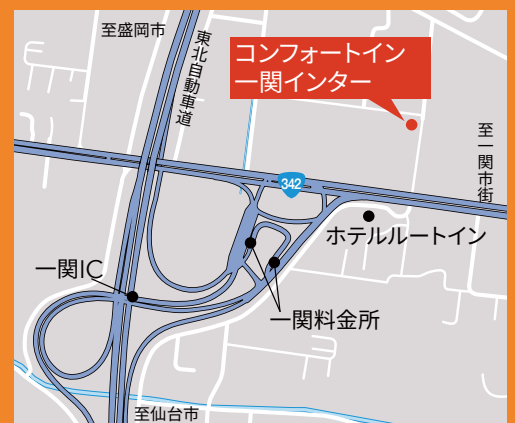 至盛岡市
東北自動車道
コンフォートイン
一関インター
至一関市街
342
ホテルルートイン
一関IC
一関料金所
至仙台市